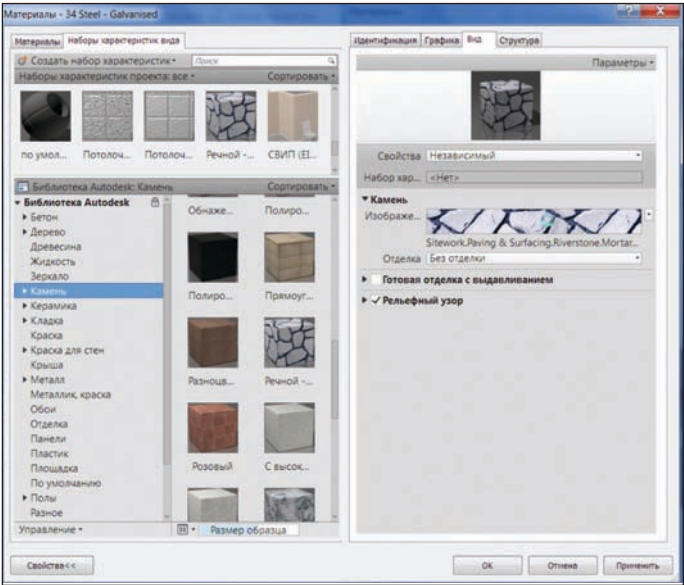 Материалы - 34 Steel - Galvanised
Материалы Наборы характеристик вида
Создать набор характеристик
Поиск
Наборы характеристик проекта: все Сортировать
по умол... Потолоч... Потолоч... Речной -... СВИП (EI...
Библиотека Autodesk: Камень Сортировать
Библиотека Autodesk
Бетон
Дерево
Древесина
Жидкость
Зеркало
Камень
Керамика
Кладка
Краска
Краска для стен
Крыша
Металл
Металлик, краска
Обои
Отделка
Панели
Пластик
Площадка
По умолчанию
Полы
Разное
Обнаже... Полиро...
Полиро... Прямоуг...
Разноцв... Речной -...
Розовый С высок...
Управление
Размер образца
Идентификация Графика Вид Структура
Параметры
Свойства Независимый
Набор хар... <Нет>
Камень
Изображе...
Sitework.Paving & Surfacing.Riverstone.Mortar...
Отделка Без отделки
Готовая отделка с выдавливанием
Рельефный узор
Свойства<<
OK Отмена Применить